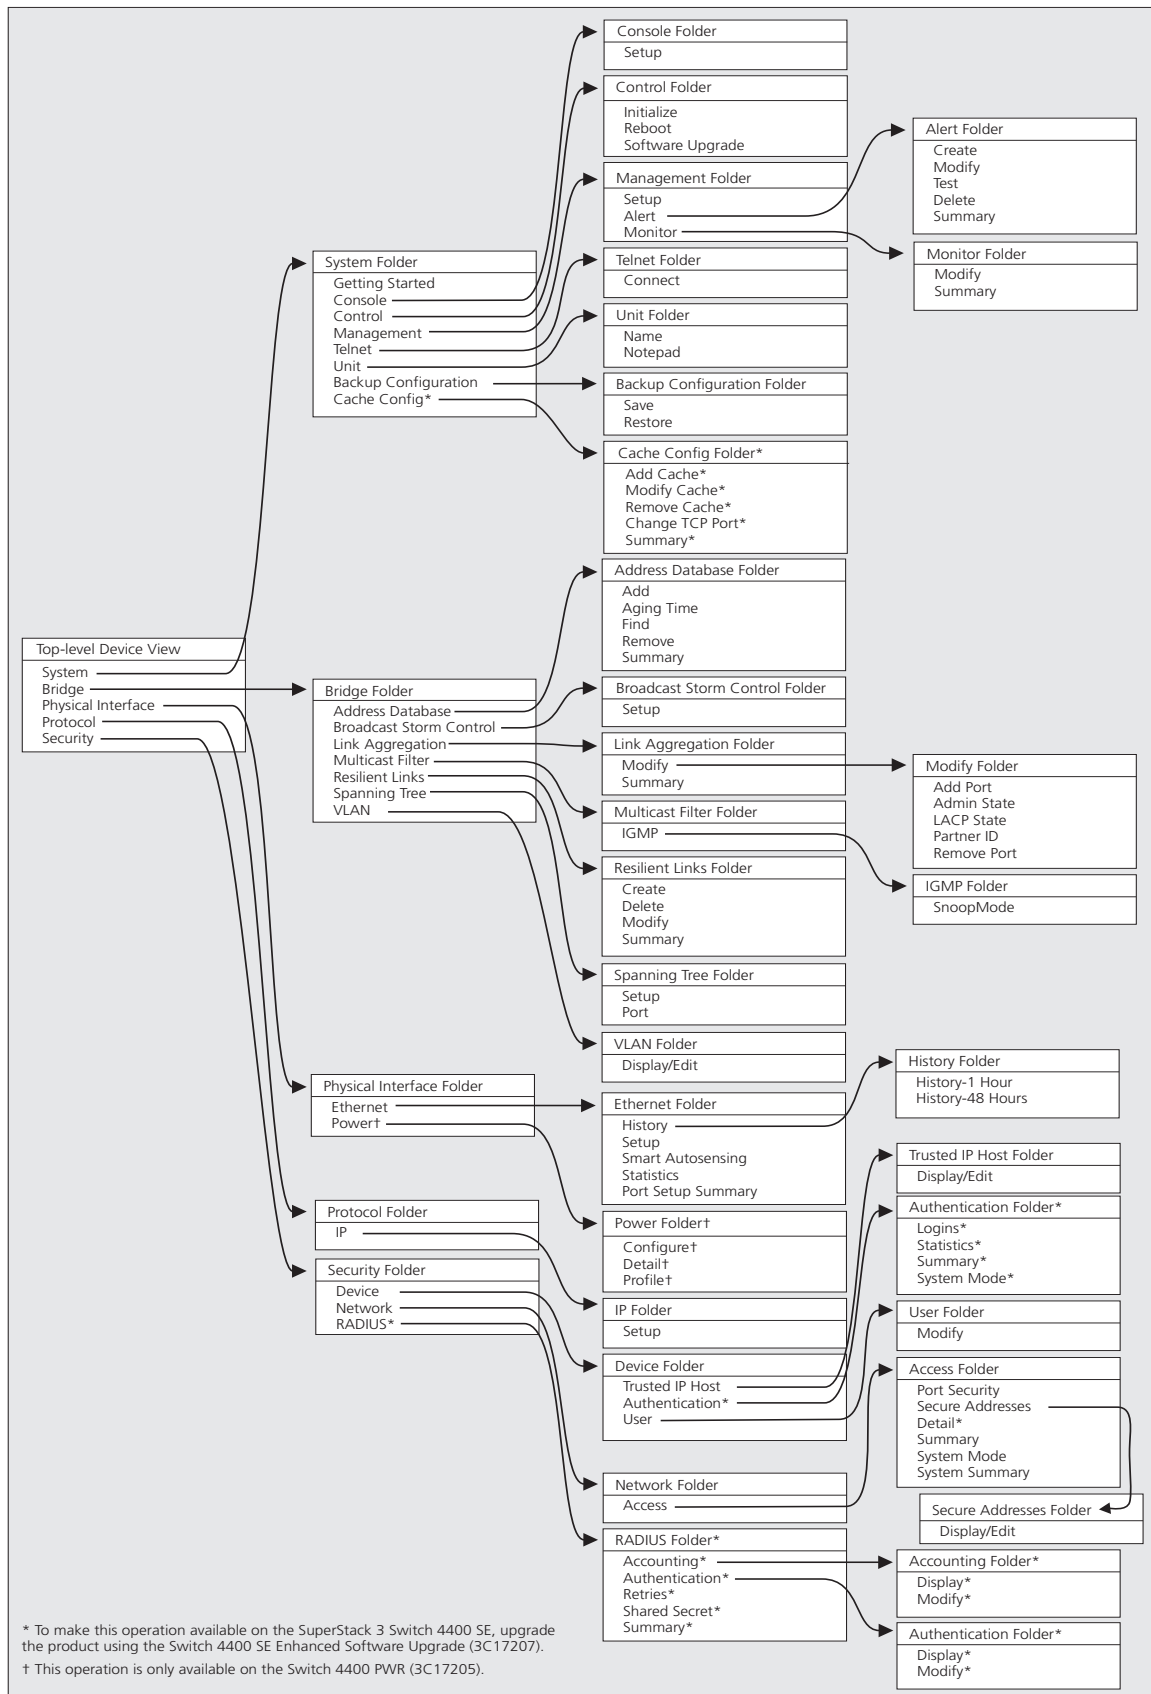 Top-level Device View
System
Bridge
Physical Interface
Protocol
Security
System Folder
Getting Started
Console
Control
Management
Telnet
Unit
Backup Configuration
Cache Config*
Bridge Folder
Address Database
Broadcast Storm Control
Link Aggregation
Multicast Filter
Resilient Links
Spanning Tree
VLAN
Physical Interface Folder
Ethernet
Power†
Protocol Folder
IP
Security Folder
Device
Network
RADIUS*
Console Folder
Setup
Control Folder
Initialize
Reboot
Software Upgrade
Management Folder
Setup
Alert
Monitor
Telnet Folder
Connect
Unit Folder
Name
Notepad
Backup Configuration Folder
Save
Restore
Cache Config Folder*
Add Cache*
Modify Cache*
Remove Cache*
Change TCP Port*
Summary*
Address Database Folder
Add
Aging Time
Find
Remove
Summary
Broadcast Storm Control Folder
Setup
Link Aggregation Folder
Modify
Summary
Multicast Filter Folder
IGMP
Resilient Links Folder
Create
Delete
Modify
Summary
Spanning Tree Folder
Setup
Port
VLAN Folder
Display/Edit
Ethernet Folder
History
Setup
Smart Autosensing
Statistics
Port Setup Summary
Power Folder†
Configure†
Detail†
Profile†
IP Folder
Setup
Device Folder
Trusted IP Host
Authentication*
User
Network Folder
Access
RADIUS Folder*
Accounting*
Authentication*
Retries*
Shared Secret*
Summary*
Alert Folder
Create
Modify
Test
Delete
Summary
Monitor Folder
Modify
Summary
Modify Folder
Add Port
Admin State
LACP State
Partner ID
Remove Port
IGMP Folder
SnoopMode
History Folder
History-1 Hour
History-48 Hours
Trusted IP Host Folder
Display/Edit
Authentication Folder*
Logins*
Statistics*
Summary*
System Mode*
User Folder
Modify
Access Folder
Port Security
Secure Addresses
Detail*
Summary
System Mode
System Summary
Secure Addresses Folder
Display/Edit
Accounting Folder*
Display*
Modify*
Authentication Folder*
Display*
Modify*
* To make this operation available on the SuperStack 3 Switch 4400 SE, upgrade
the product using the Switch 4400 SE Enhanced Software Upgrade (3C17207).
† This operation is only available on the Switch 4400 PWR (3C17205).